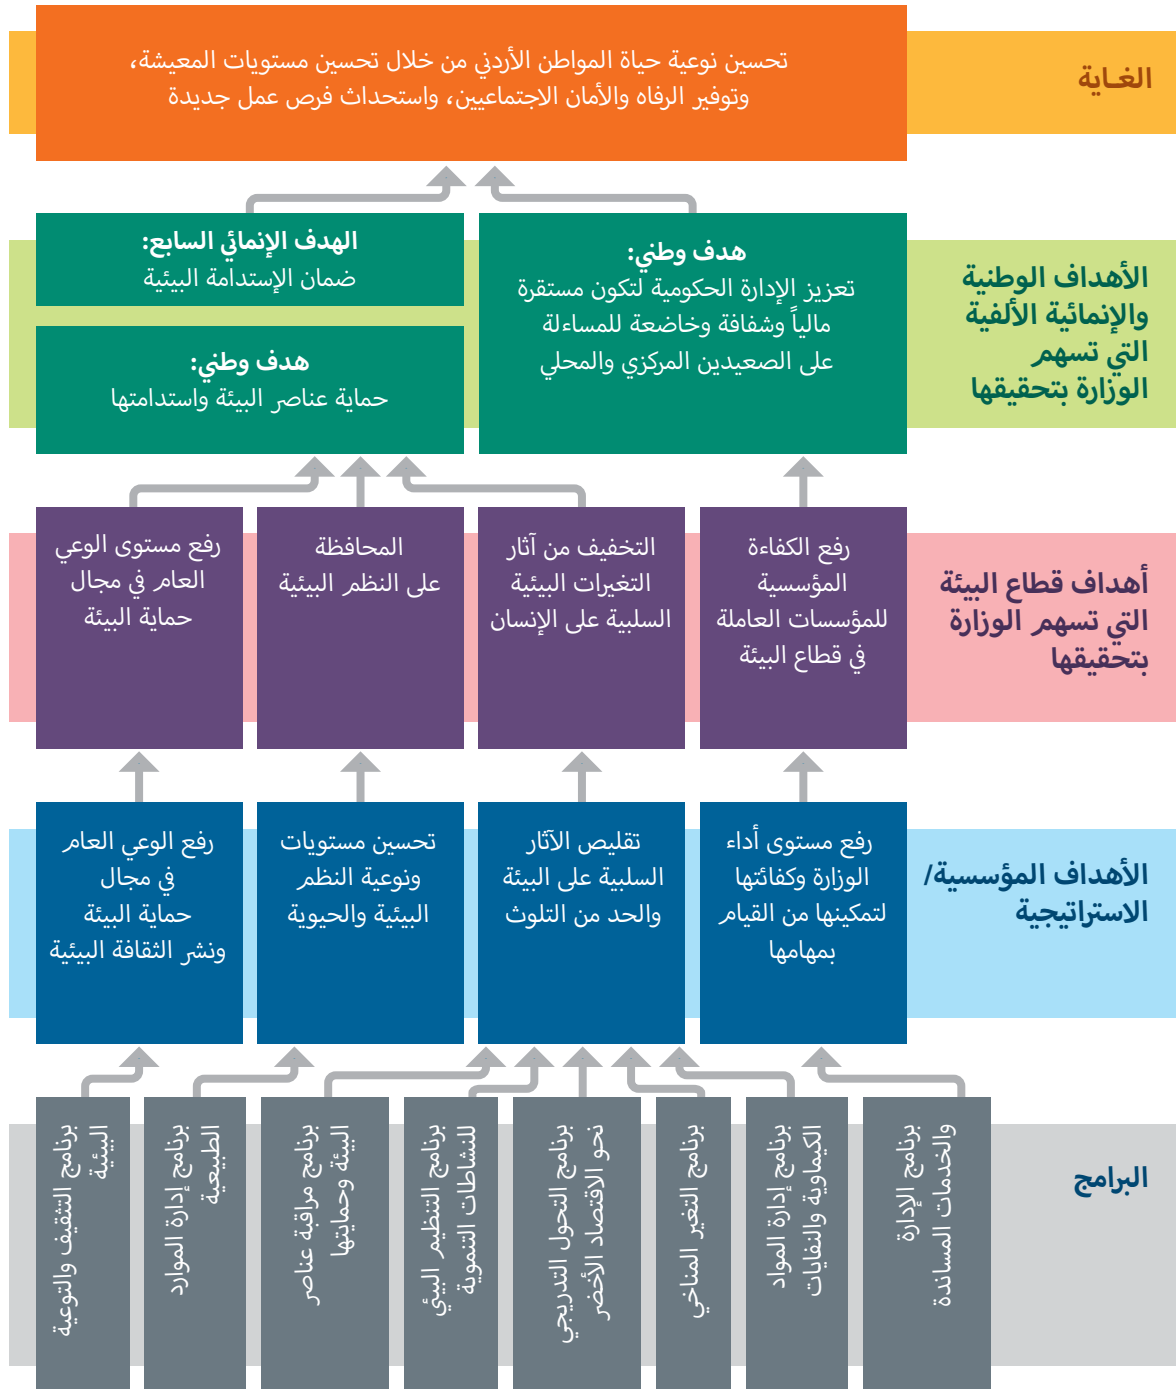 الغـاية
تحسين نوعية حياة المواطن الأردني من خلال تحسين مستويات المعيشة،
وتوفير الرفاه والأمان الاجتماعيين، واستحداث فرص عمل جديدة
الأهداف الوطنية
والإنمائية الألفية
التي تسهم
الوزارة بتحقيقها
هدف وطني:
تعزيز الإدارة الحكومية لتكون مستقرة
مالياً وشفافة وخاضعة للمساءلة
على الصعيدين المركزي والمحلي
الهدف الإنمائي السابع:
ضمان الإستدامة البيئية
هدف وطني:
حماية عناصر البيئة واستدامتها
أهداف قطاع البيئة
التي تسهم الوزارة
بتحقيقها
رفع الكفاءة
المؤسسية
للمؤسسات العاملة
في قطاع البيئة
التخفيف من آثار
التغيرات البيئية
السلبية على الإنسان
المحافظة
على النظم البيئية
رفع مستوى الوعي
العام في مجال
حماية البيئة
الأهداف المؤسسية/
الاستراتيجية
رفع مستوى أداء
الوزارة وكفائتها
لتمكينها من القيام
بمهامها
تقليص الآثار
السلبية على البيئة
والحد من التلوث
تحسين مستويات
ونوعية النظم
البيئية والحيوية
رفع الوعي العام
في مجال
حماية البيئة
ونشر الثقافة البيئية
البرامج
برنامج الإدارة
والخدمات المساندة
برنامج إدارة المواد
الكيماوية والنفايات
برنامج التغير المناخي
برنامج التحول التدريجي
نحو الاقتصاد الأخضر
برنامج التنظيم البيئي
للنشاطات التنموية
برنامج مراقبة عناصر
البيئة وحمايتها
برنامج إدارة الموارد
الطبيعية
برنامج التثقيف والتوعية
البيئية